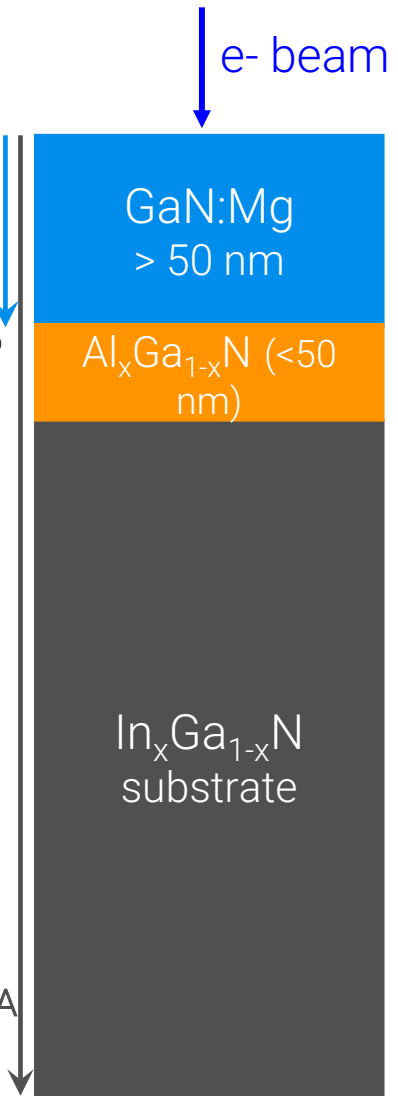 e- beam
GaN:Mg
> 50 nm
AlₓGa₁₋ₓN (<50
nm)
InₓGa₁₋ₓN
substrate
A